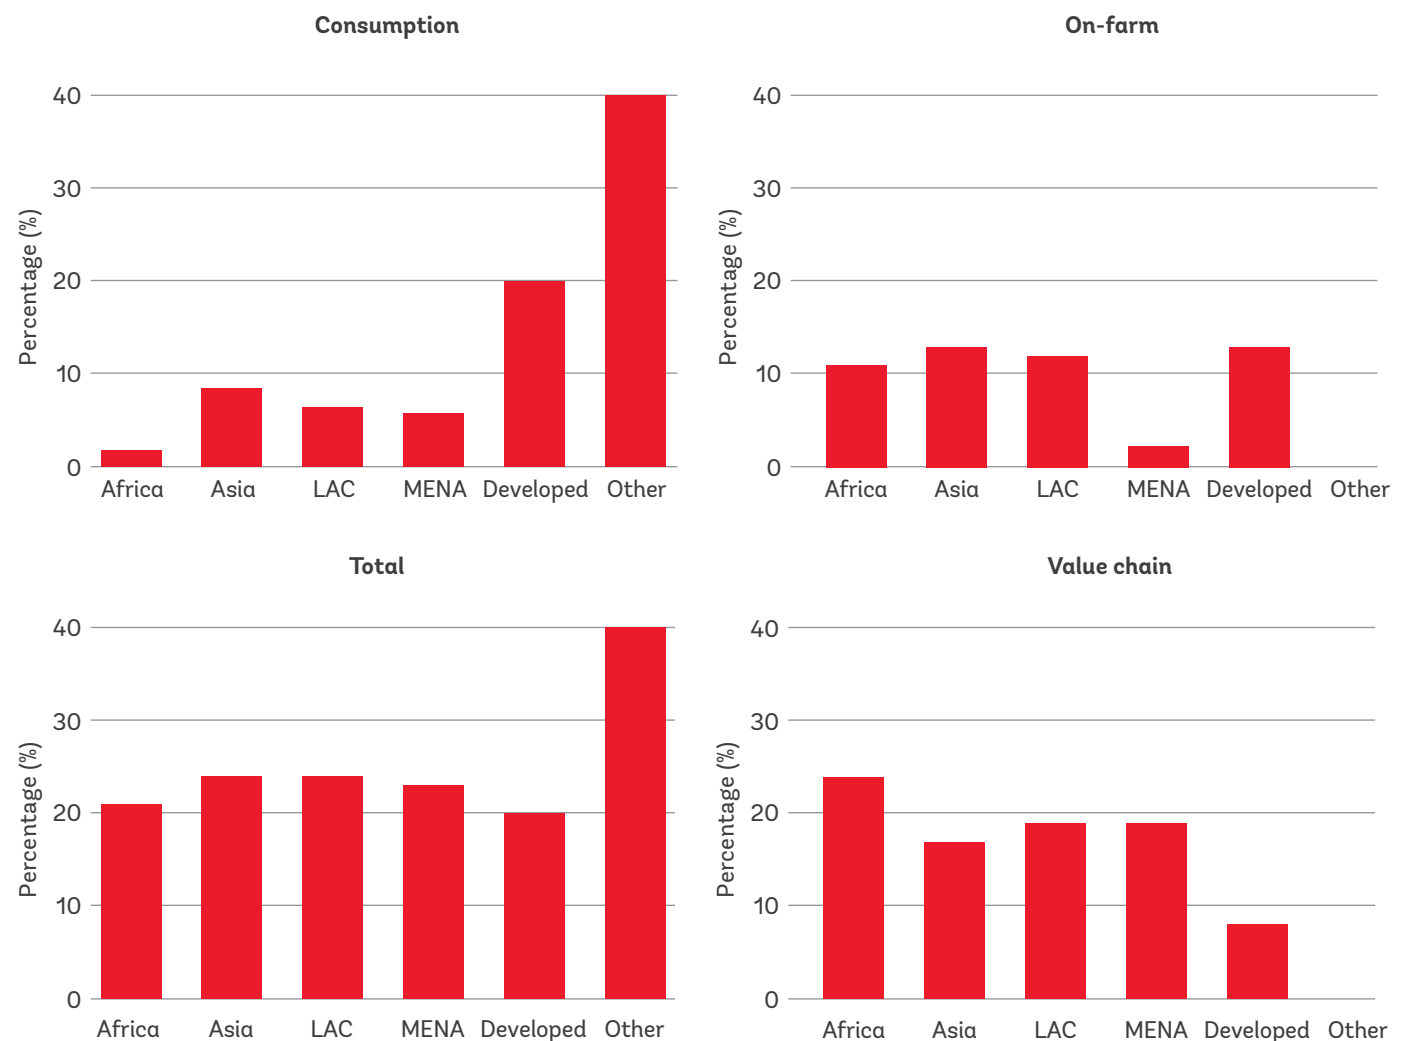 Consumption
40
30
20
10
0
Percentage (%)
Africa Asia LAC MENA Developed Other
On-farm
40
30
20
10
0
Percentage (%)
Africa Asia LAC MENA Developed Other
Total
40
30
20
10
0
Percentage (%)
Africa Asia LAC MENA Developed Other
Value chain
40
30
20
10
0
Percentage (%)
Africa Asia LAC MENA Developed Other